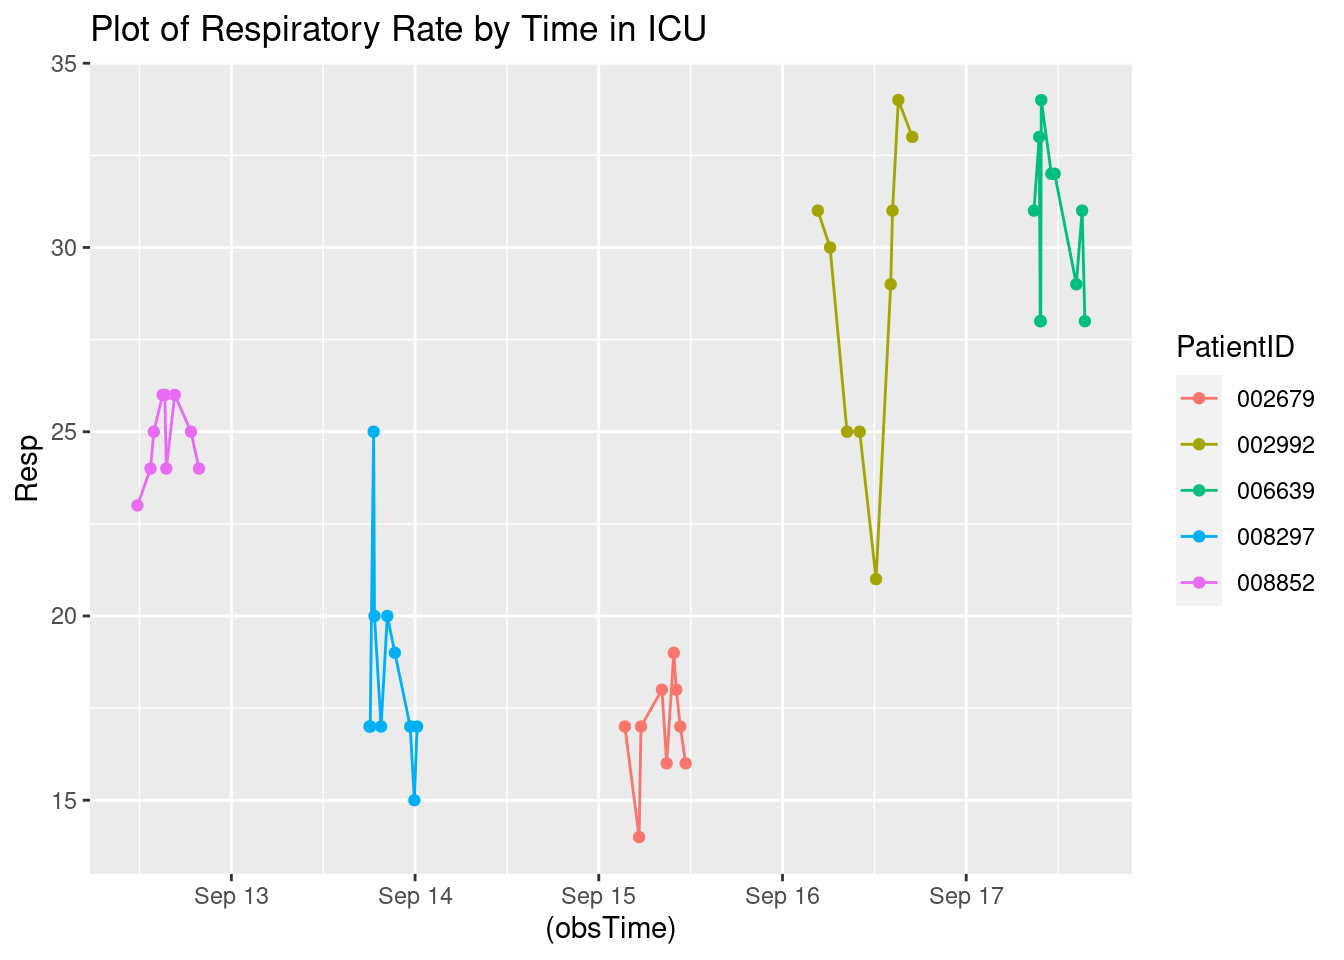 Plot of Respiratory Rate by Time in ICU
35
30
25
20
15
Resp
Sep 13
Sep 14
Sep 15
Sep 16
Sep 17
(obsTime)
PatientID
002679
002992
006639
008297
008852